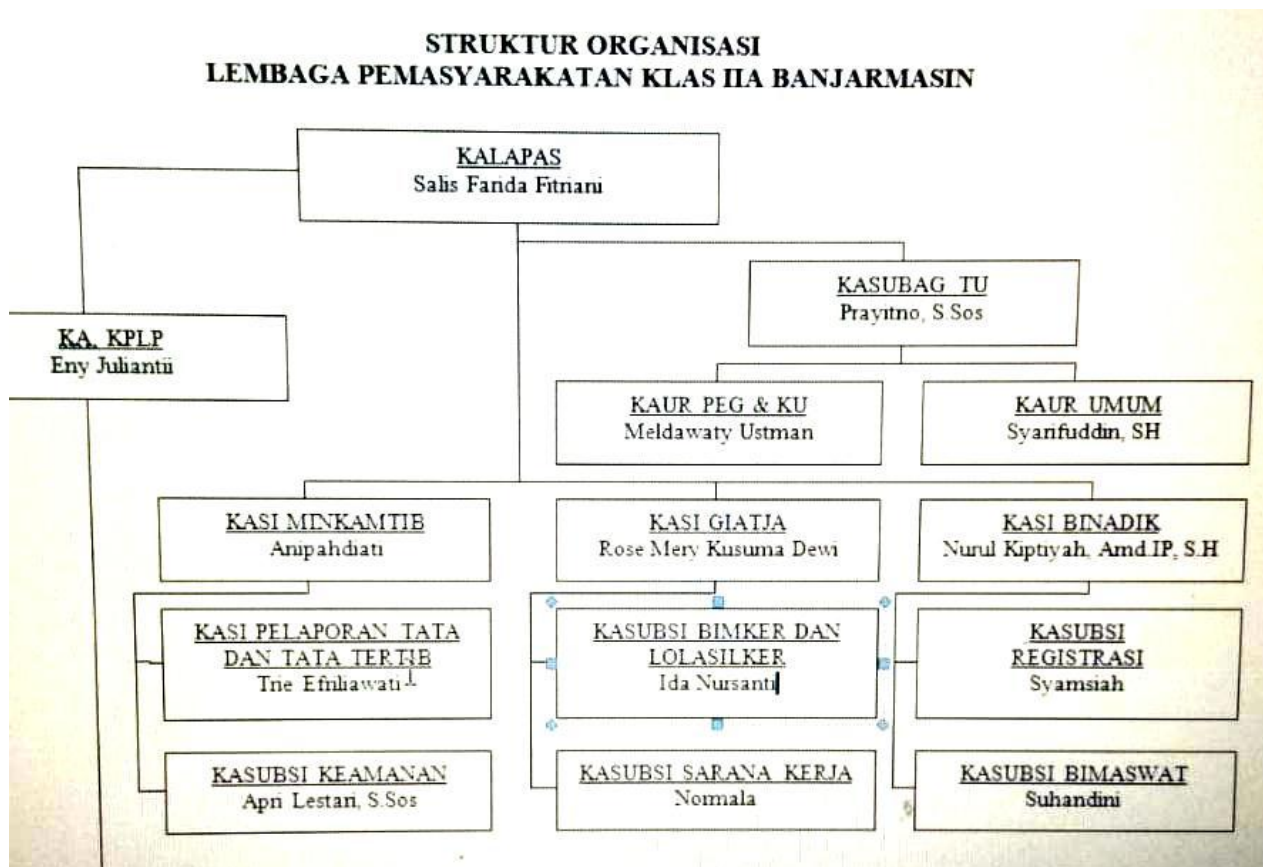 STRUKTUR ORGANISASI
LEMBAGA PEMASYARAKATAN KLAS IIA BANJARMASIN
KALAPAS
Salis Farida Fitriani
KASUBAG TU
Prayitno, S.Sos
KA. KPLP
Eny Juliantii
KAUR PEG & KU
Meldawaty Ustman
KAUR UMUM
Syarifuddin, SH
KASI MINKAMTIB
Anipahdiati
KASI GIATJA
Rose Mery Kusuma Dewi
KASI BINADIK
Nurul Kiptiyah, Amd.IP, S.H
KASI PELAPORAN TATA
DAN TATA TERTIB
Trie Efriliawati
KASUBSI BIMKER DAN
LOLASILKER
Ida Nursanti
KASUBSI
REGISTRASI
Syamsiah
KASUBSI KEAMANAN
Apri Lestari, S.Sos
KASUBSI SARANA KERJA
Normala
KASUBSI BIMASWAT
Suhandini